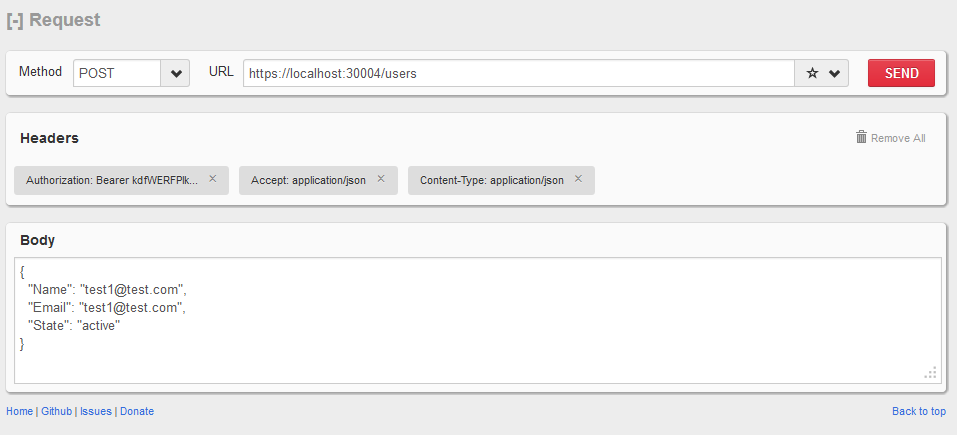 [-] Request
Method POST URL https://localhost:30004/users SEND
Headers Remove All
Authorization: Bearer kdfWERFPlk... × Accept: application/json × Content-Type: application/json ×
Body
{
"Name": "test1@test.com",
"Email": "test1@test.com",
"State": "active"
}
Home | Github | Issues | Donate Back to top